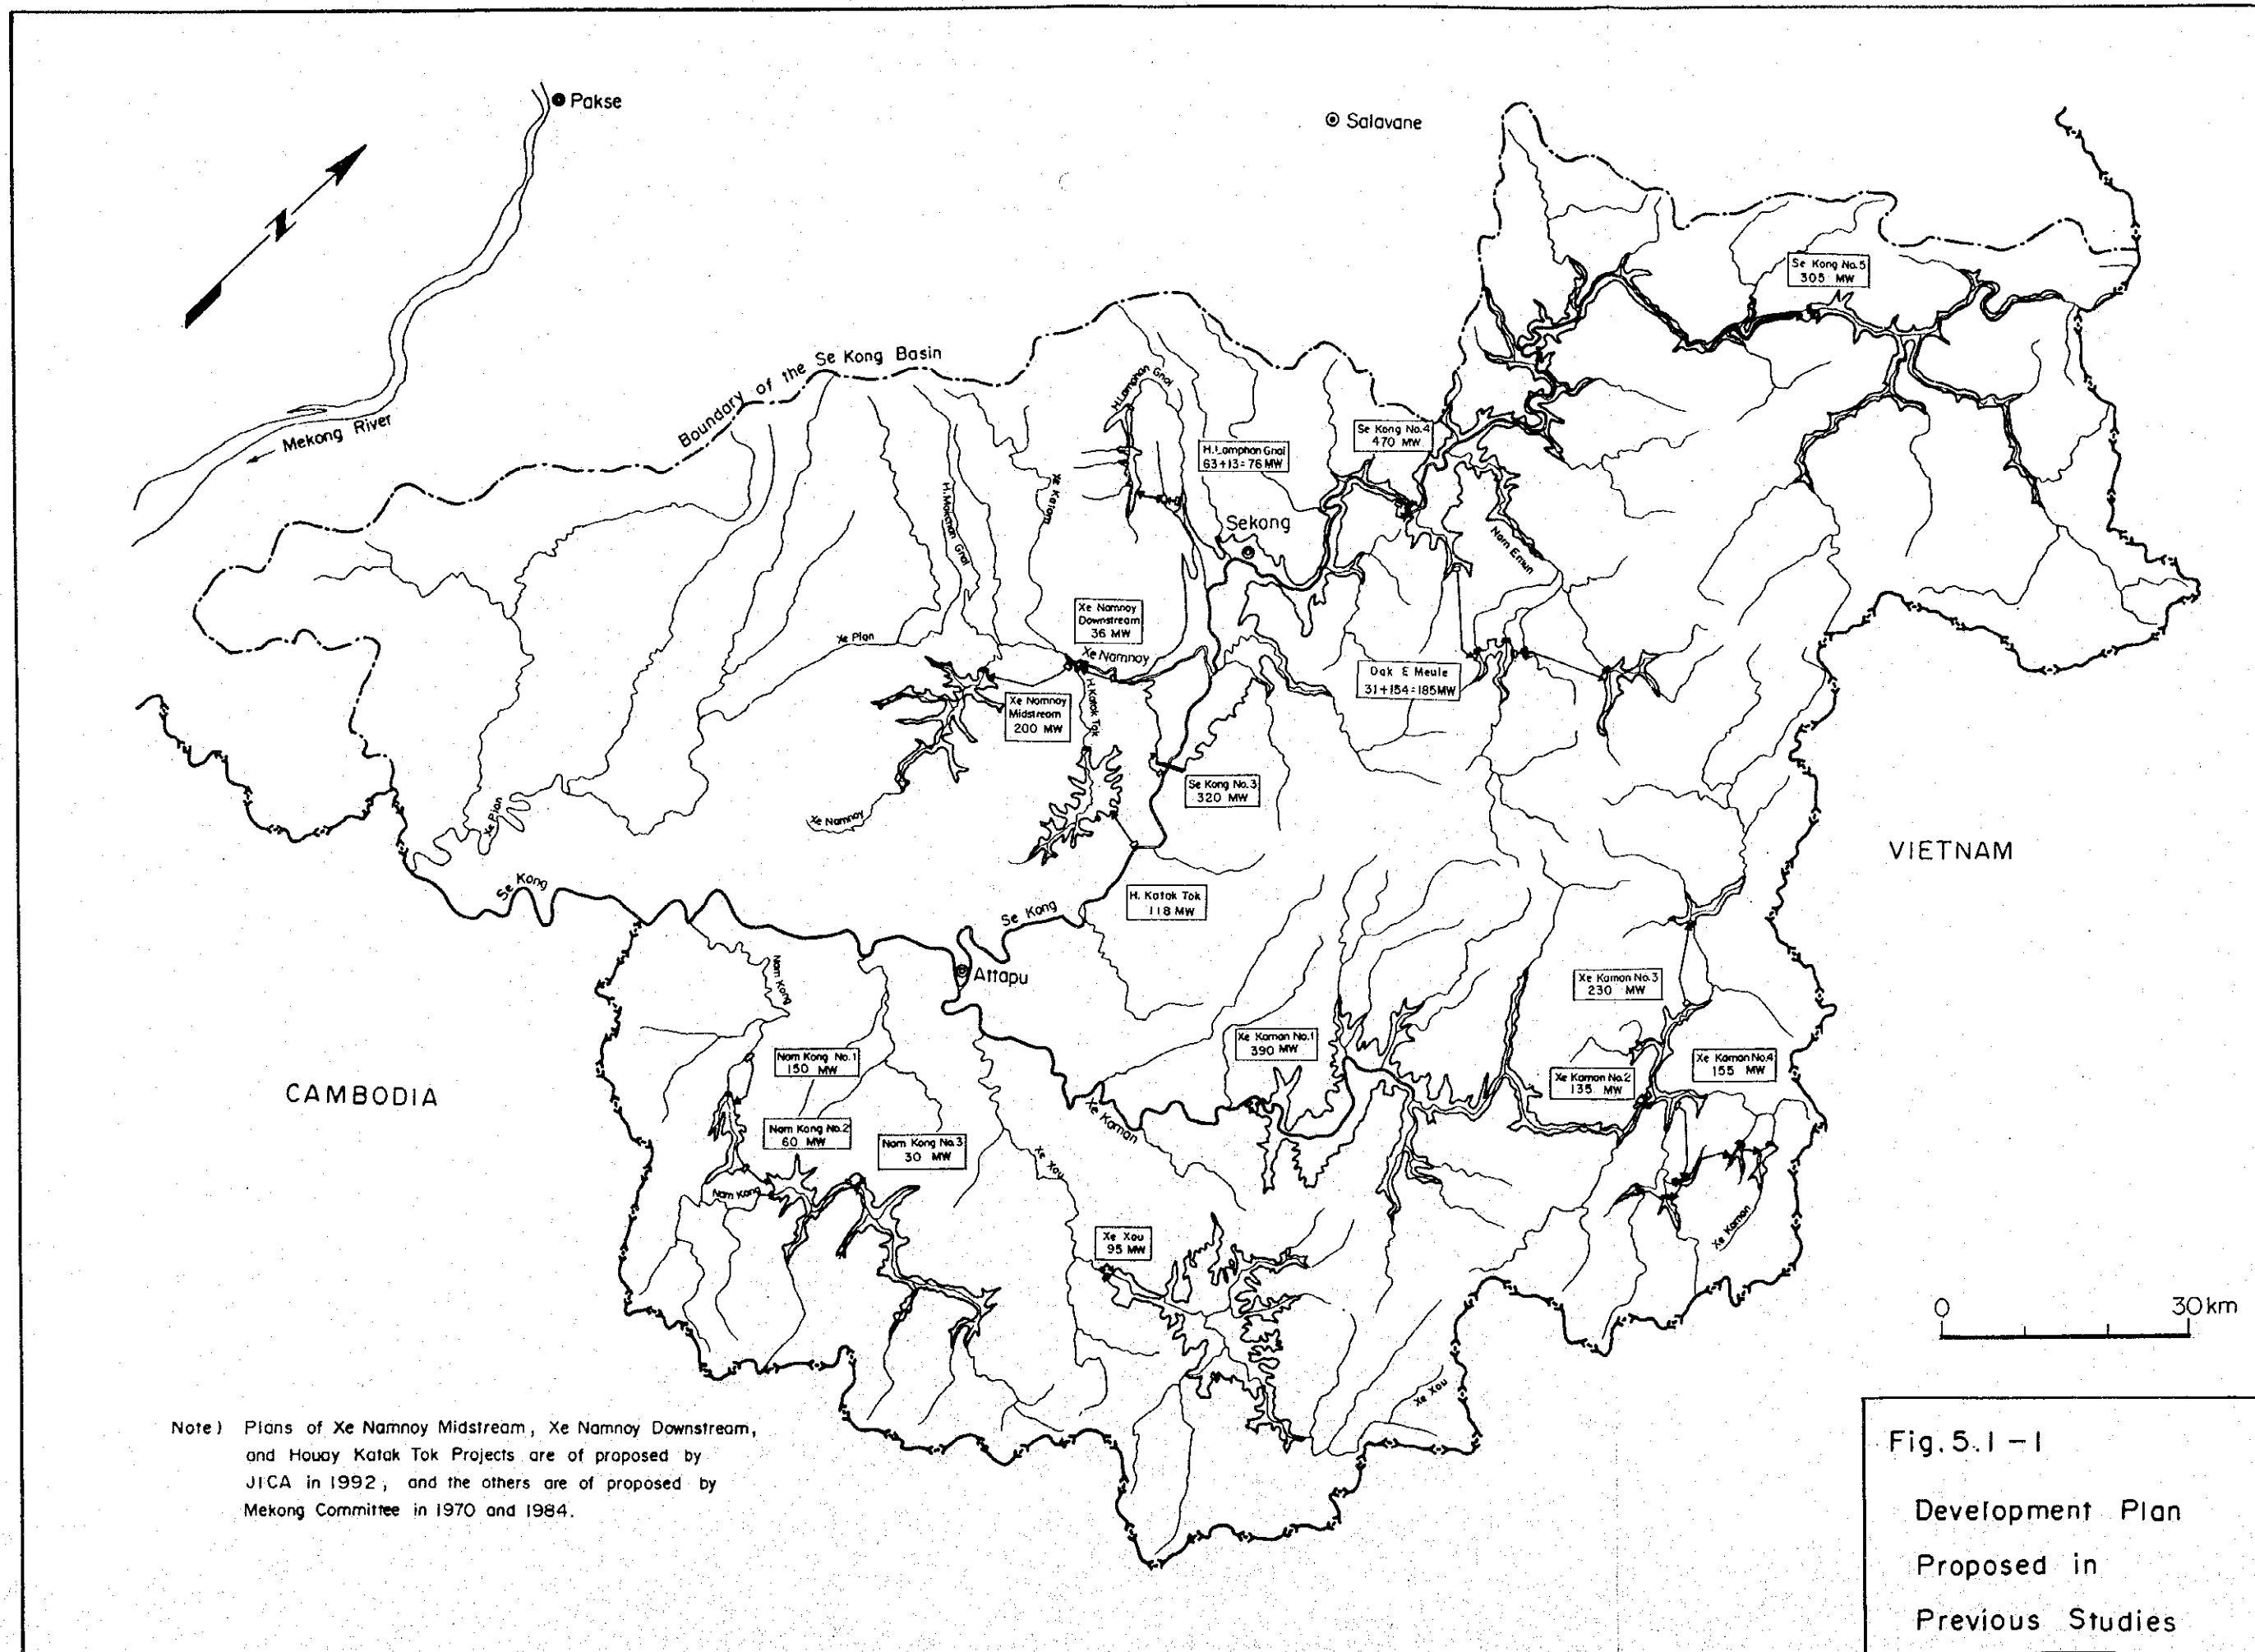 Pakse
Salavane
N
Se Kong No.5
305 MW
Boundary of the Se Kong Basin
Mekong River
H.Lamphan Gnai
Se Kong No.4
470 MW
H.Lamphan Gnai
63+13=76MW
Xe Katam
H.Makchan Gnai
Sekong
Nam Emun
Xe Namnoy
Downstream
36 MW
Xe Pian
Xe Namnoy
Dak E Meule
31+154=185MW
H.Katak Tok
Xe Namnoy
Midstream
200 MW
Se Kong No.3
320 MW
Xe Pian
Xe Namnoy
VIETNAM
Se Kong
H. Katak Tok
118 MW
Se Kong
Attapu
Nam Kong
Xe Kaman No.3
230 MW
Xe Kaman No.1
390 MW
Nam Kong No.1
150 MW
Xe Kaman No.4
155 MW
Xe Kaman No.2
135 MW
CAMBODIA
Xe Kaman
Nam Kong No.2
60 MW
Nam Kong No.3
30 MW
Xe Xou
Nam Kong
Xe Kaman
Xe Xou
95 MW
0 30km
Xe Xou
Note) Plans of Xe Namnoy Midstream, Xe Namnoy Downstream,
and Houay Katak Tok Projects are of proposed by
JICA in 1992, and the others are of proposed by
Mekong Committee in 1970 and 1984.
Fig. 5.1-1
Development Plan
Proposed in
Previous Studies